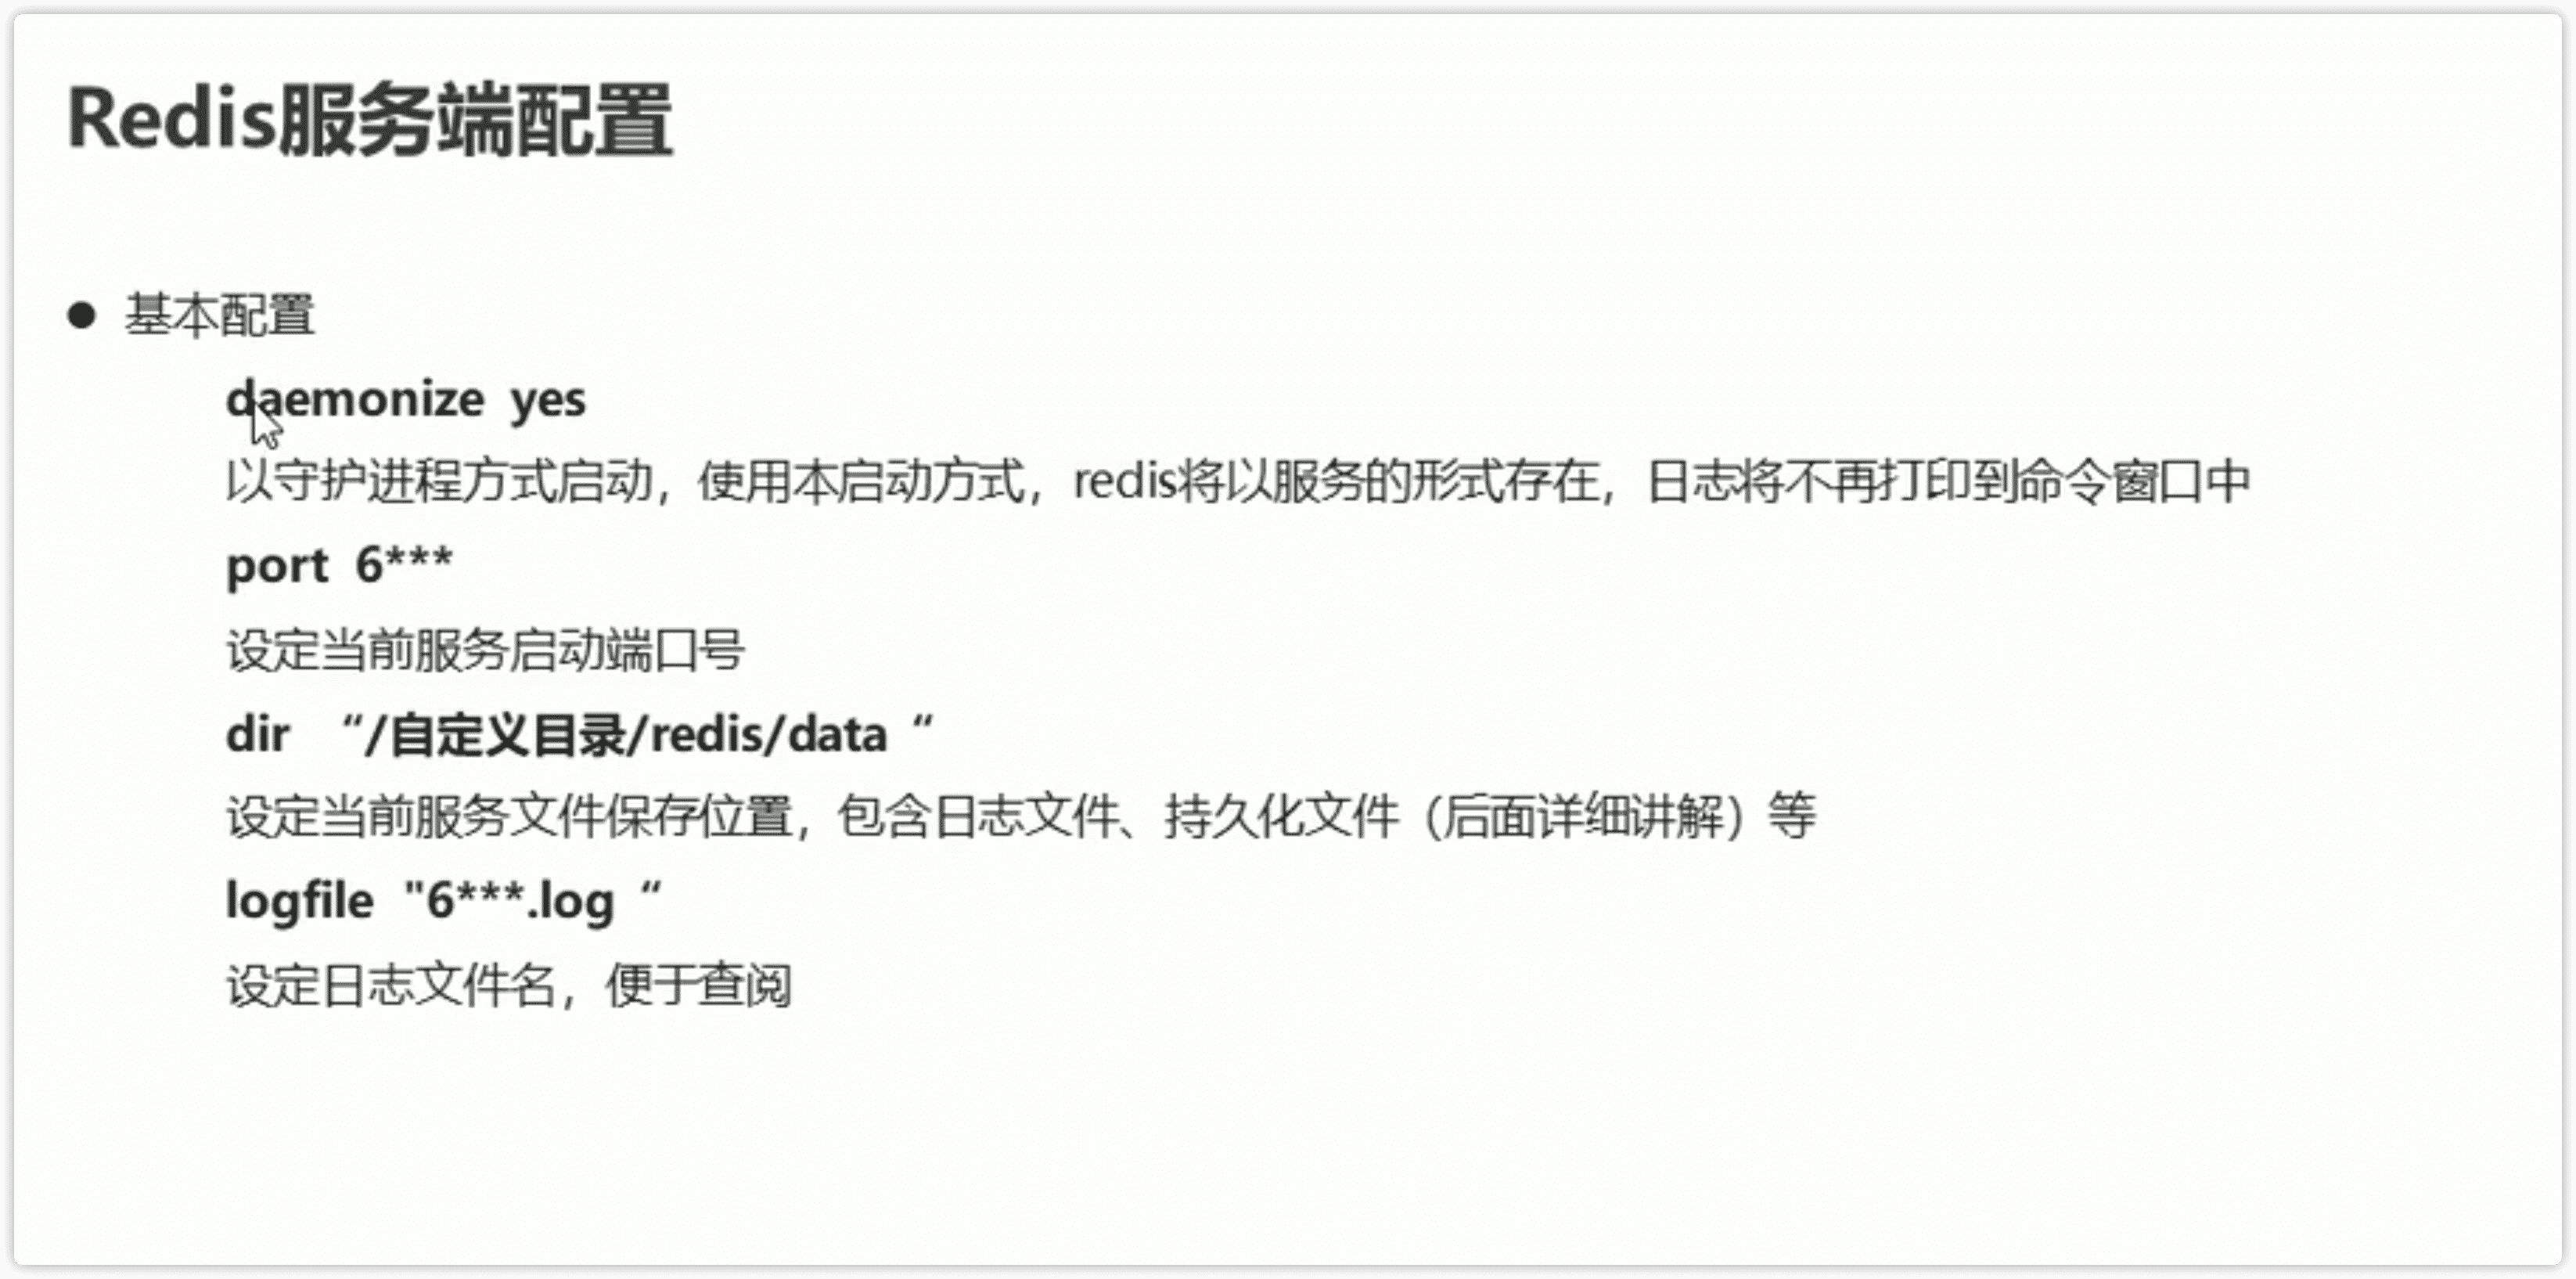 Redis服务端配置
● 基本配置
daemonize yes
以守护进程方式启动，使用本启动方式，redis将以服务的形式存在，日志将不再打印到命令窗口中
port 6***
设定当前服务启动端口号
dir “/自定义目录/redis/data “
设定当前服务文件保存位置，包含日志文件、持久化文件（后面详细讲解）等
logfile "6***.log “
设定日志文件名，便于查阅